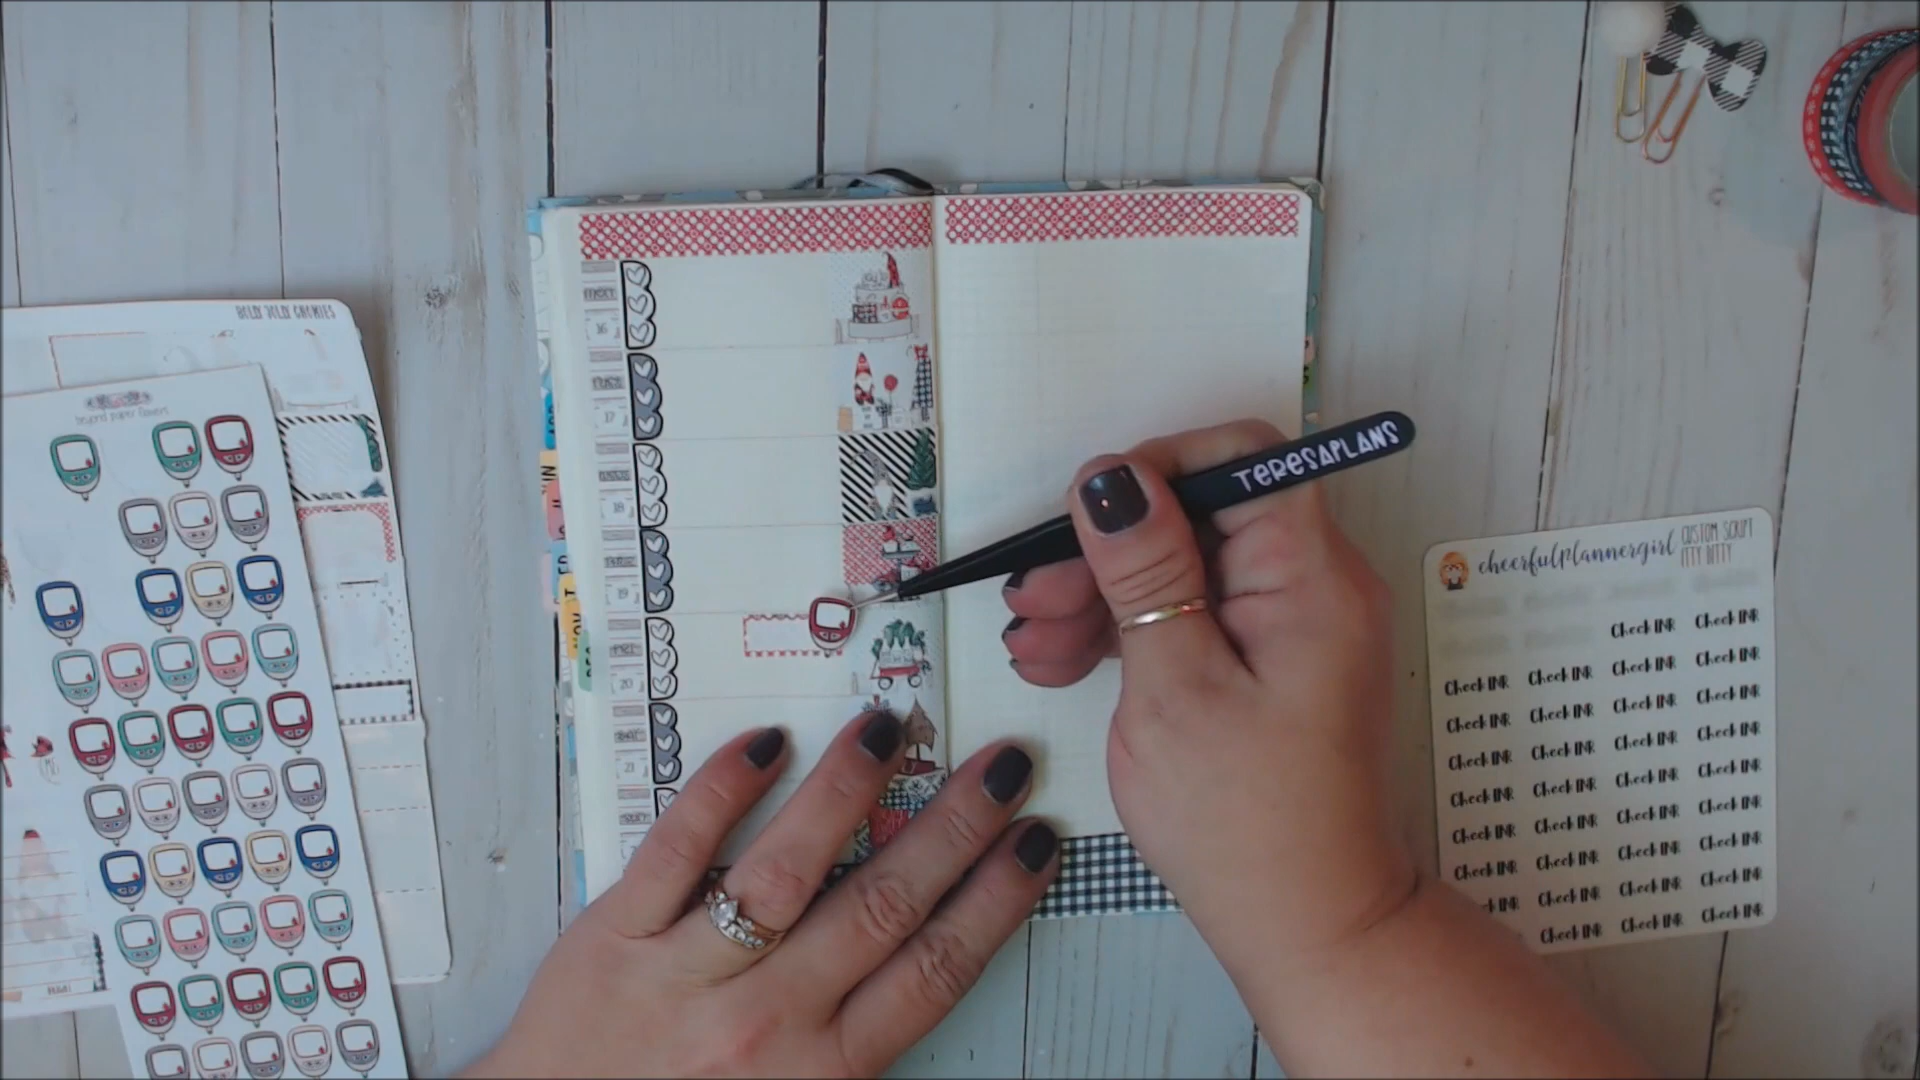 HOLLY JOLLY GNOMIES
beyond paper flowers
16
17
18
19
20
21
TERESAPLANS
cheerfulplannergirl
CUSTOM SCRIPT
ITTY BITTY
Check INR Check INR
Check INR Check INR Check INR Check INR
Check INR Check INR Check INR Check INR
Check INR Check INR Check INR Check INR
Check INR Check INR Check INR Check INR
Check INR Check INR Check INR Check INR
Check INR Check INR Check INR Check INR
Check INR Check INR Check INR
Check INR Check INR Check INR